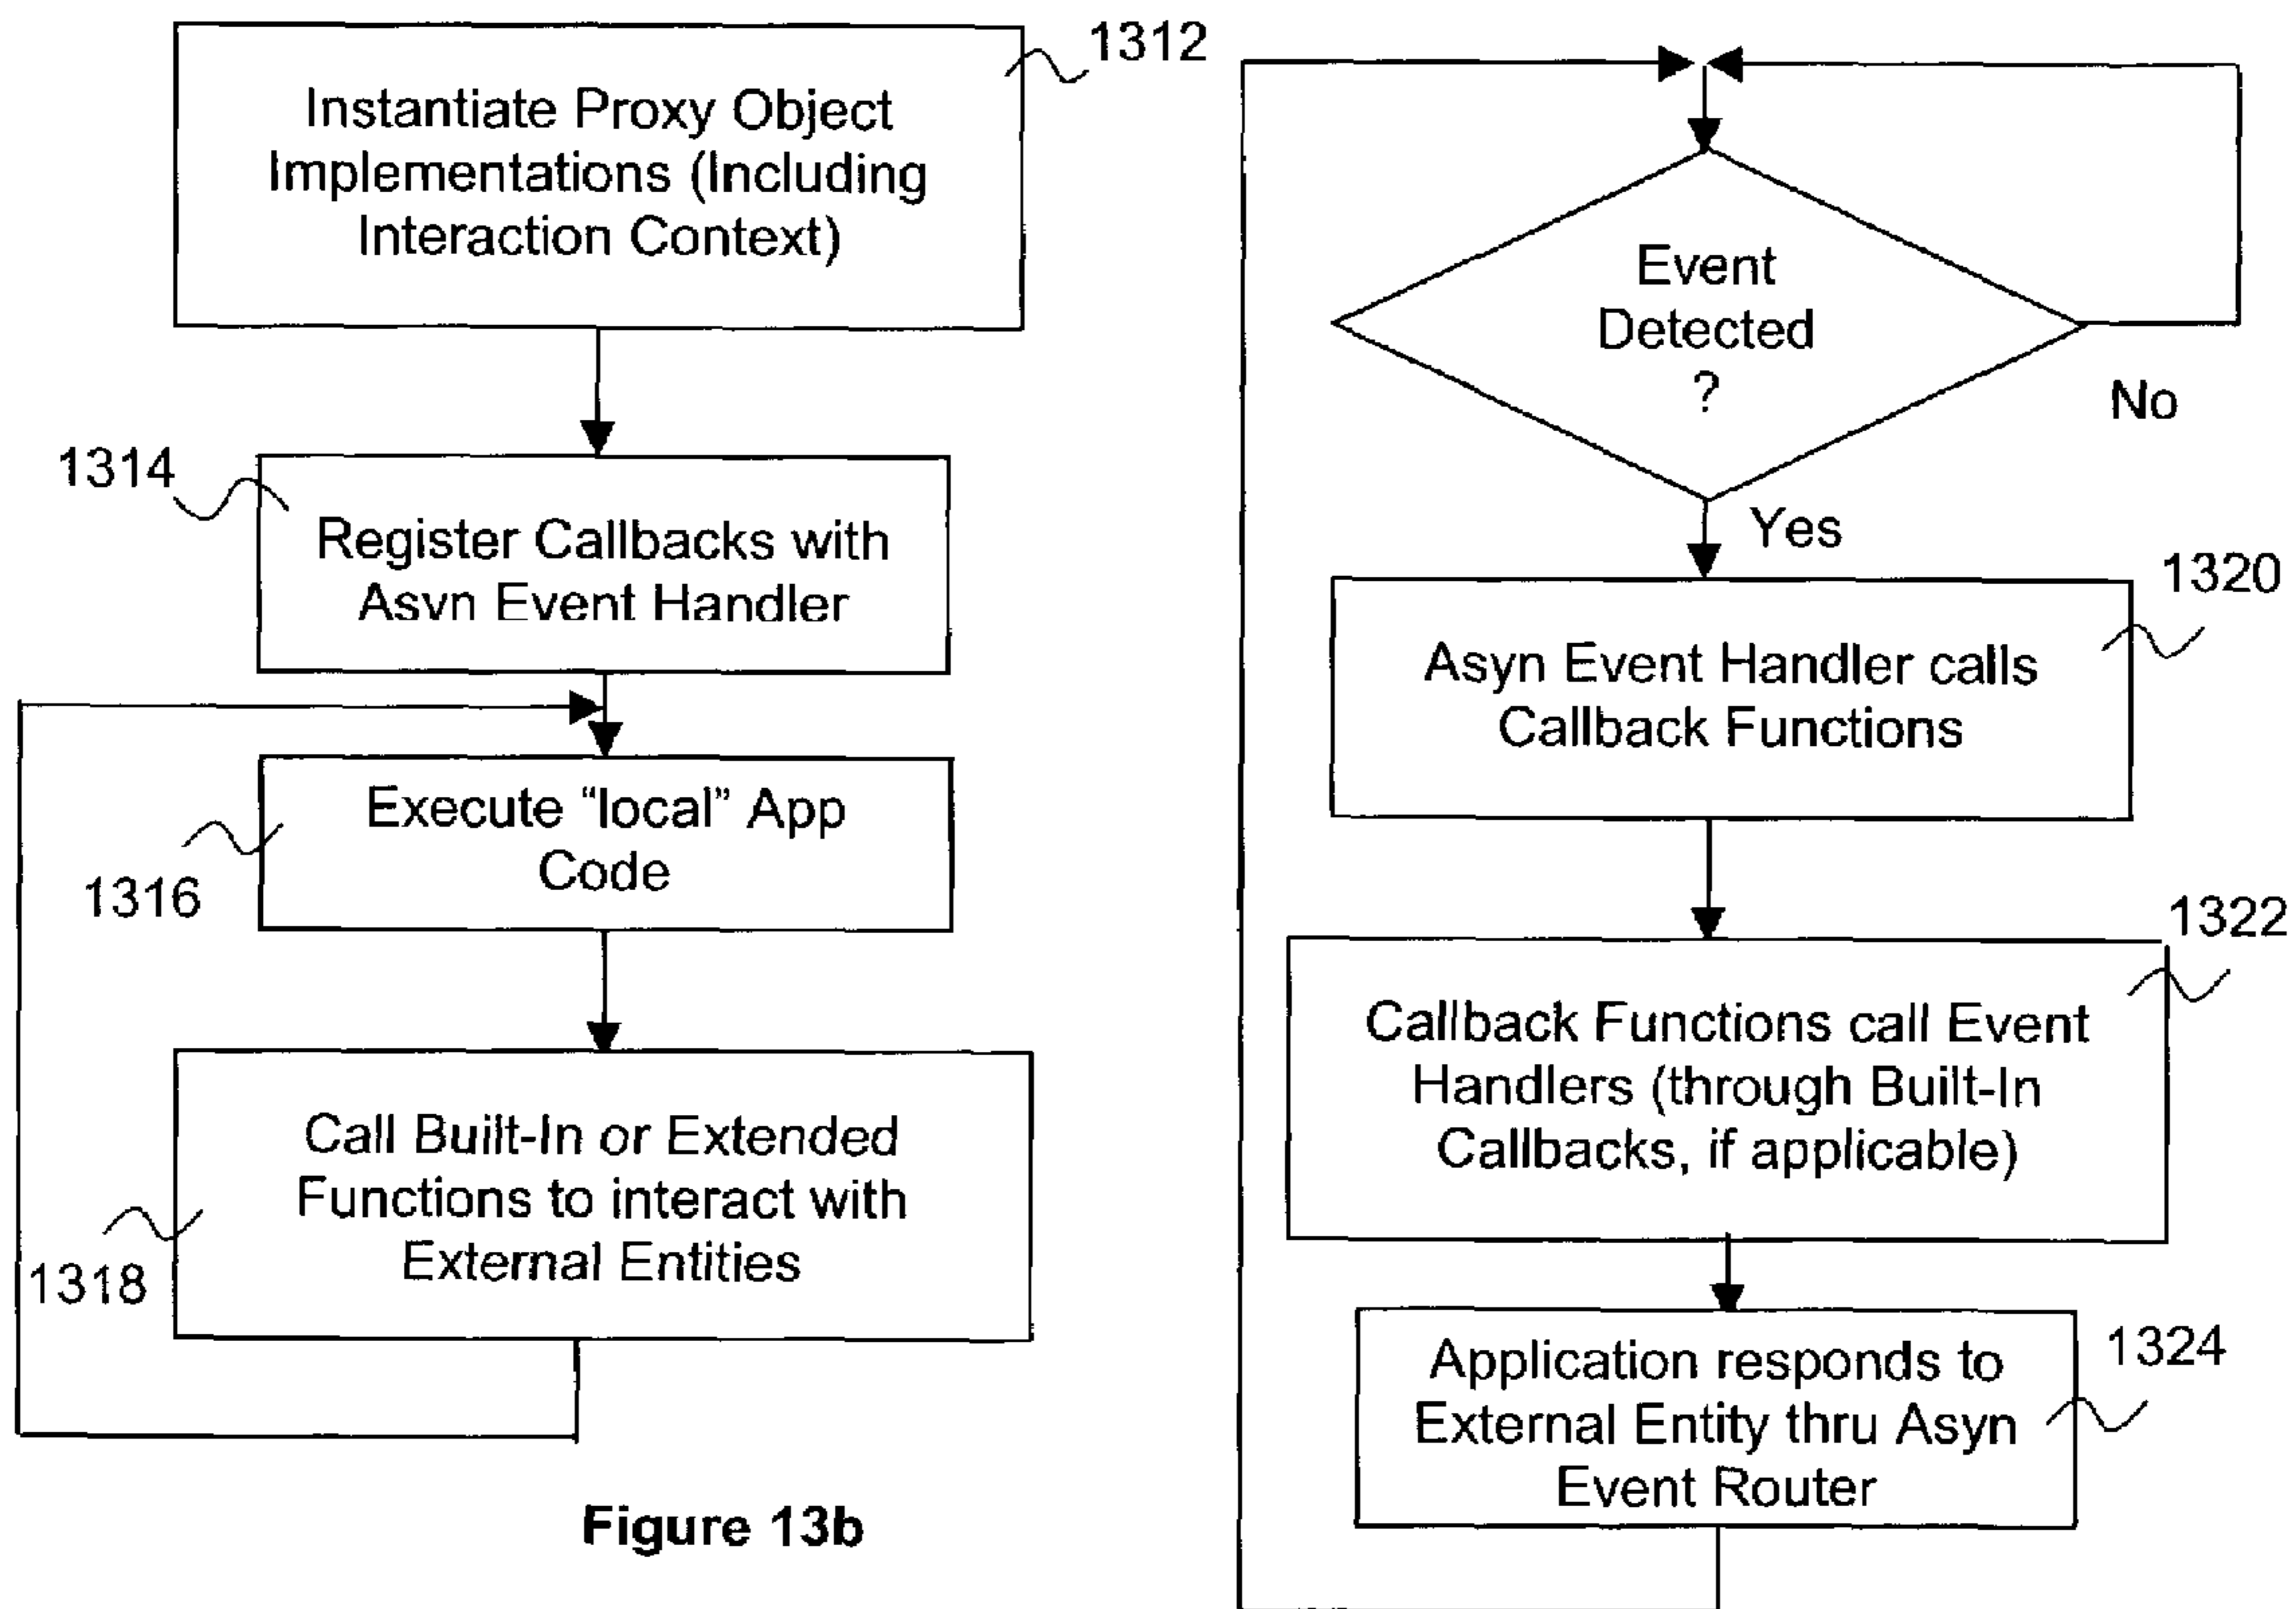 1312
Instantiate Proxy Object
Implementations (Including
Interaction Context)
1314
Register Callbacks with
Asvn Event Handler
Execute “local” App
Code
1316
Call Built-In or Extended
Functions to interact with
External Entities
1318
Figure 13b
Event
Detected
?
No
Yes
1320
Asyn Event Handler calls
Callback Functions
1322
Callback Functions call Event
Handlers (through Built-In
Callbacks, if applicable)
1324
Application responds to
External Entity thru Asyn
Event Router